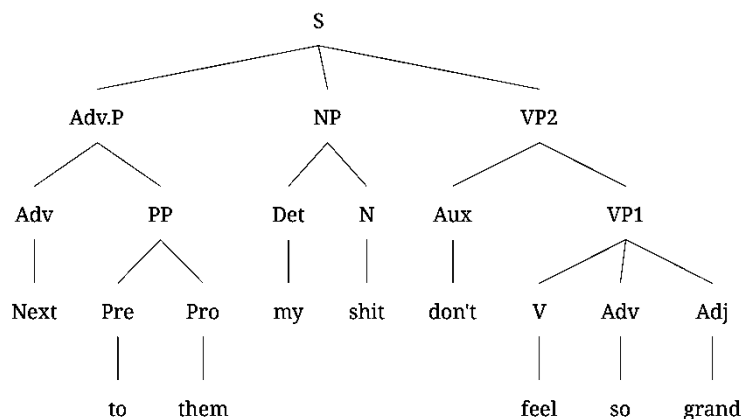 S
Adv.P NP VP2
Adv PP Det N Aux VP1
Next Pre Pro my shit don't V Adv Adj
to them feel so grand